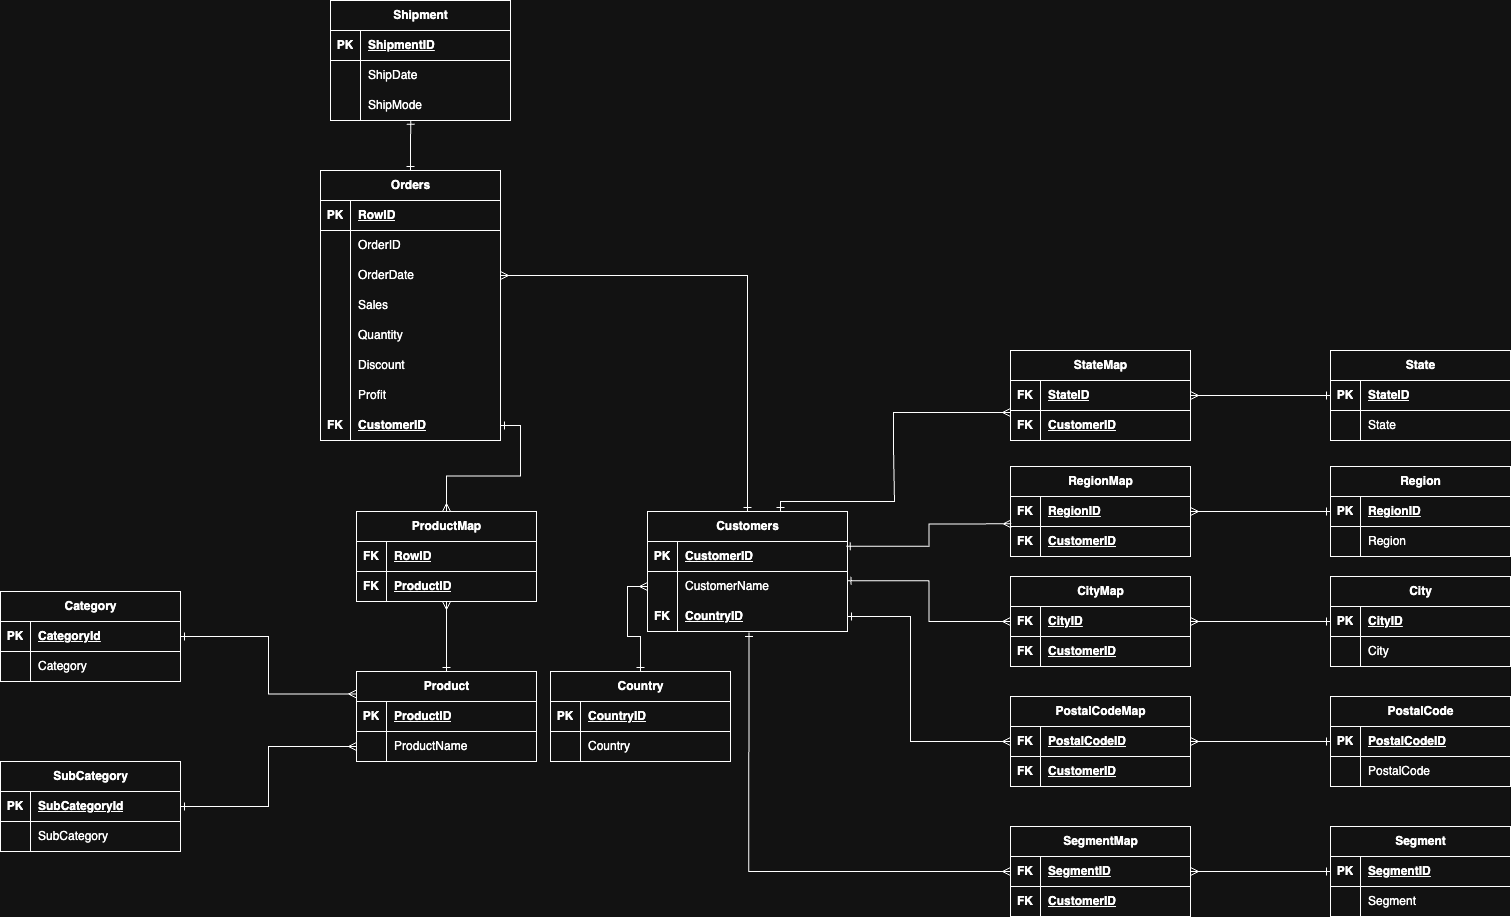 Shipment
PK ShipmentID
ShipDate
ShipMode
Orders
PK RowID
OrderID
OrderDate
Sales
Quantity
Discount
Profit
FK CustomerID
ProductMap
FK RowID
FK ProductID
Category
PK CategoryId
Category
SubCategory
PK SubCategoryId
SubCategory
Product
PK ProductID
ProductName
Country
PK CountryID
Country
Customers
PK CustomerID
CustomerName
FK CountryID
StateMap
FK StateID
FK CustomerID
State
PK StateID
State
RegionMap
FK RegionID
FK CustomerID
Region
PK RegionID
Region
CityMap
FK CityID
FK CustomerID
City
PK CityID
City
PostalCodeMap
FK PostalCodeID
FK CustomerID
PostalCode
PK PostalCodeID
PostalCode
SegmentMap
FK SegmentID
FK CustomerID
Segment
PK SegmentID
Segment